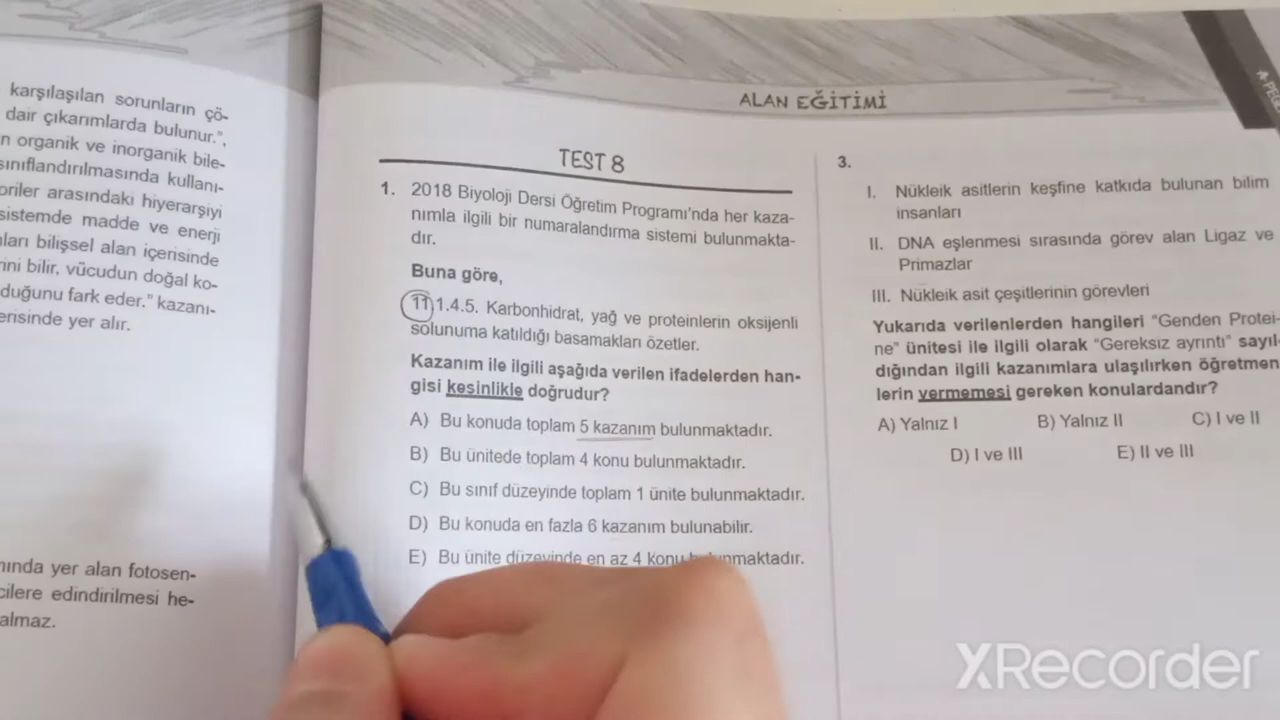 karşılaşılan sorunların çö-
dair çıkarımlarda bulunur.”,
n organik ve inorganik bile-
sınıflandırılmasında kullanı-
oriler arasındaki hiyerarşiyi
sistemde madde ve enerji
ları bilişsel alan içerisinde
rini bilir, vücudun doğal ko-
duğunu fark eder.” kazanı-
erisinde yer alır.
nında yer alan fotosen-
cilere edindirilmesi he-
almaz.
ALAN EĞİTİMİ
TEST 8
1. 2018 Biyoloji Dersi Öğretim Programı’nda her kaza-
nımla ilgili bir numaralandırma sistemi bulunmakta-
dır.
Buna göre,
11.1.4.5. Karbonhidrat, yağ ve proteinlerin oksijenli
solunuma katıldığı basamakları özetler.
Kazanım ile ilgili aşağıda verilen ifadelerden han-
gisi kesinlikle doğrudur?
A) Bu konuda toplam 5 kazanım bulunmaktadır.
B) Bu ünitede toplam 4 konu bulunmaktadır.
C) Bu sınıf düzeyinde toplam 1 ünite bulunmaktadır.
D) Bu konuda en fazla 6 kazanım bulunabilir.
E) Bu ünite düzeyinde en az 4 konu bulunmaktadır.
3.
I. Nükleik asitlerin keşfine katkıda bulunan bilim
insanları
II. DNA eşlenmesi sırasında görev alan Ligaz ve
Primazlar
III. Nükleik asit çeşitlerinin görevleri
Yukarıda verilenlerden hangileri “Genden Protei-
ne” ünitesi ile ilgili olarak “Gereksiz ayrıntı” sayıl-
dığından ilgili kazanımlara ulaşılırken öğretmen
lerin vermemesi gereken konulardandır?
A) Yalnız I B) Yalnız II C) I ve II
D) I ve III E) II ve III
XRecorder